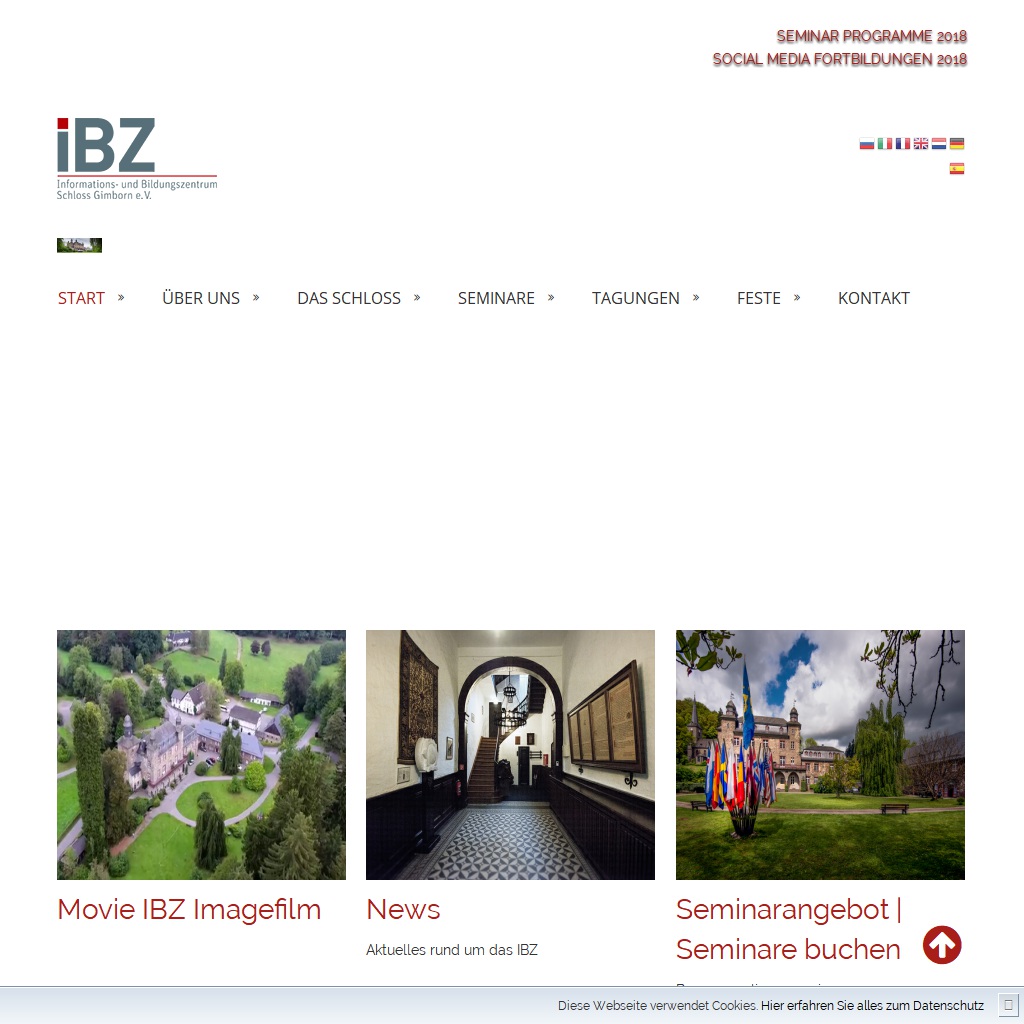 SEMINAR PROGRAMME 2018
SOCIAL MEDIA FORTBILDUNGEN 2018
iBZ
Informations- und Bildungszentrum
Schloss Gimborn e.V.
START » ÜBER UNS » DAS SCHLOSS » SEMINARE » TAGUNGEN » FESTE » KONTAKT
Movie IBZ Imagefilm
News
Aktuelles rund um das IBZ
Seminarangebot |
Seminare buchen
Diese Webseite verwendet Cookies. Hier erfahren Sie alles zum Datenschutz